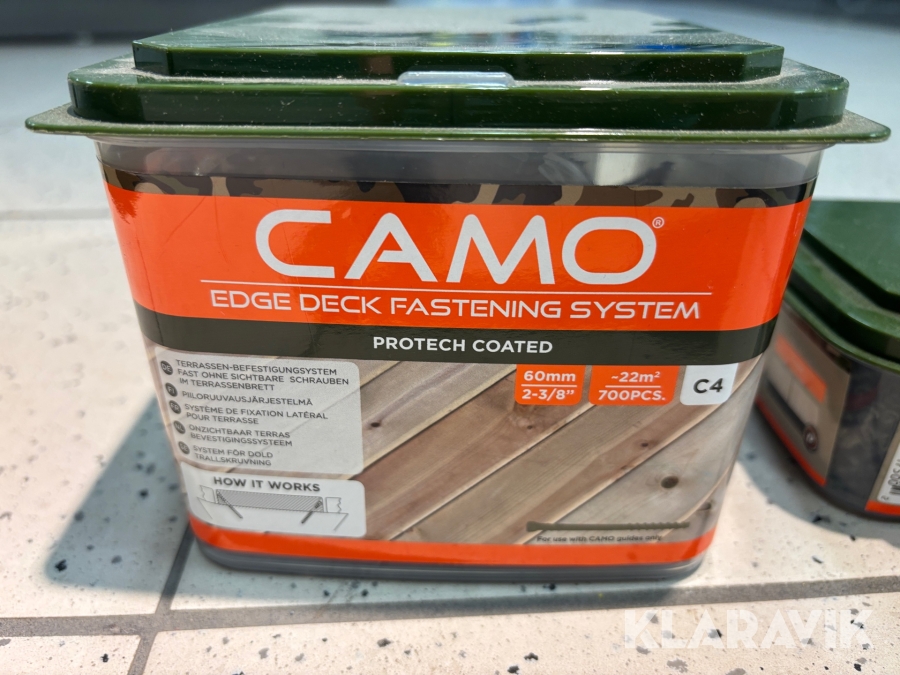 CAMO®
EDGE DECK FASTENING SYSTEM
PROTECH COATED
TERRASSEN-BEFESTIGUNGSYSTEM
FAST OHNE SICHTBARE SCHRAUBEN
IM TERRASSENBRETT
PIILORUUVAUSJÄRJESTELMÄ
SYSTÈME DE FIXATION LATÉRAL
POUR TERRASSE
ONZICHTBAAR TERRAS
BEVESTIGINGSSYSTEEM
SYSTEM FÖR DOLD
TRALLSKRUVNING
60mm
2-3/8"
~22m²
700PCS.
C4
HOW IT WORKS
For use with CAMO guides only
KLARAVIK